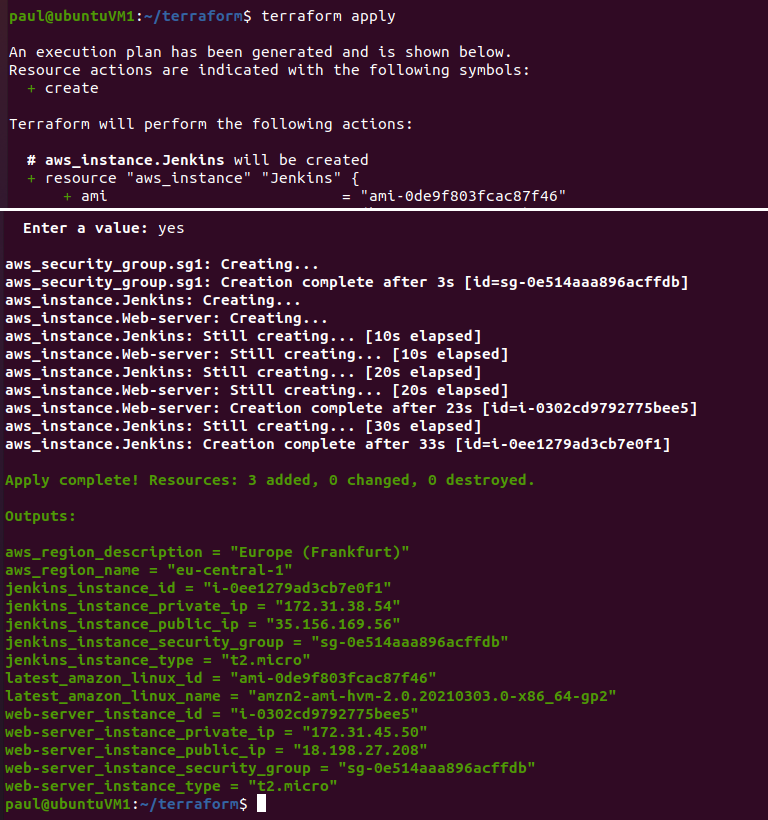 paul@ubuntuVM1:~/terraform$ terraform apply
An execution plan has been generated and is shown below.
Resource actions are indicated with the following symbols:
+ create
Terraform will perform the following actions:
# aws_instance.Jenkins will be created
+ resource "aws_instance" "Jenkins" {
+ ami = "ami-0de9f803fcac87f46"
Enter a value: yes
aws_security_group.sg1: Creating...
aws_security_group.sg1: Creation complete after 3s [id=sg-0e514aaa896acffdb]
aws_instance.Jenkins: Creating...
aws_instance.Web-server: Creating...
aws_instance.Jenkins: Still creating... [10s elapsed]
aws_instance.Web-server: Still creating... [10s elapsed]
aws_instance.Jenkins: Still creating... [20s elapsed]
aws_instance.Web-server: Still creating... [20s elapsed]
aws_instance.Web-server: Creation complete after 23s [id=i-0302cd9792775bee5]
aws_instance.Jenkins: Still creating... [30s elapsed]
aws_instance.Jenkins: Creation complete after 33s [id=i-0ee1279ad3cb7e0f1]
Apply complete! Resources: 3 added, 0 changed, 0 destroyed.
Outputs:
aws_region_description = "Europe (Frankfurt)"
aws_region_name = "eu-central-1"
jenkins_instance_id = "i-0ee1279ad3cb7e0f1"
jenkins_instance_private_ip = "172.31.38.54"
jenkins_instance_public_ip = "35.156.169.56"
jenkins_instance_security_group = "sg-0e514aaa896acffdb"
jenkins_instance_type = "t2.micro"
latest_amazon_linux_id = "ami-0de9f803fcac87f46"
latest_amazon_linux_name = "amzn2-ami-hvm-2.0.20210303.0-x86_64-gp2"
web-server_instance_id = "i-0302cd9792775bee5"
web-server_instance_private_ip = "172.31.45.50"
web-server_instance_public_ip = "18.198.27.208"
web-server_instance_security_group = "sg-0e514aaa896acffdb"
web-server_instance_type = "t2.micro"
paul@ubuntuVM1:~/terraform$